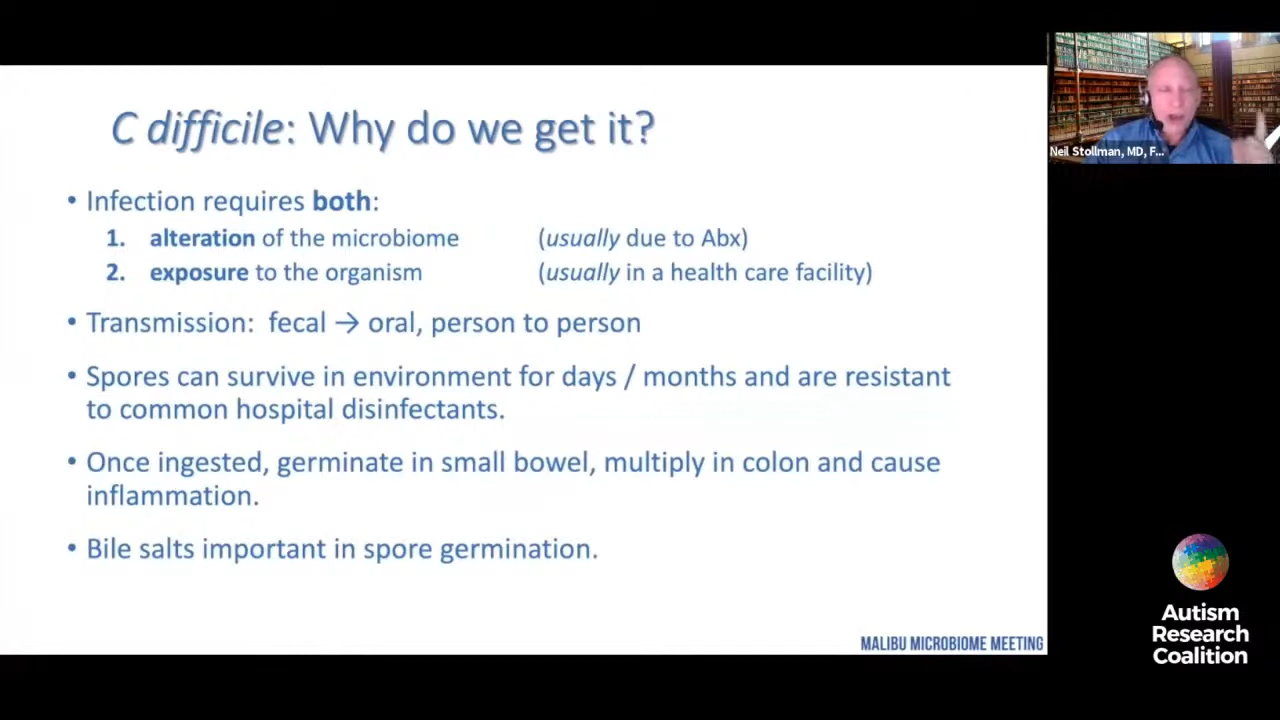 C difficile: Why do we get it?
• Infection requires both:
1. alteration of the microbiome (usually due to Abx)
2. exposure to the organism (usually in a health care facility)
• Transmission: fecal → oral, person to person
• Spores can survive in environment for days / months and are resistant
to common hospital disinfectants.
• Once ingested, germinate in small bowel, multiply in colon and cause
inflammation.
• Bile salts important in spore germination.
MALIBU MICROBIOME MEETING
Neil Stollman, MD, F...
Autism
Research
Coalition